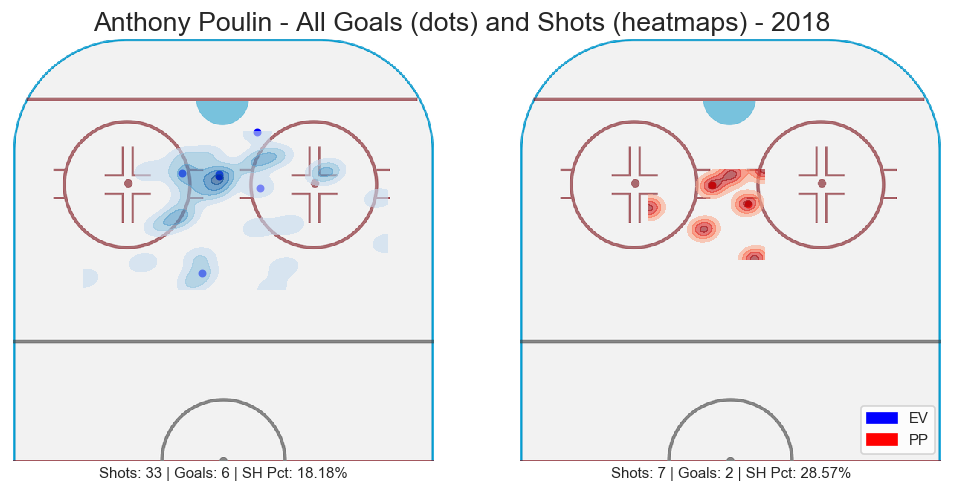 Anthony Poulin - All Goals (dots) and Shots (heatmaps) - 2018
EV
PP
Shots: 33 | Goals: 6 | SH Pct: 18.18%
Shots: 7 | Goals: 2 | SH Pct: 28.57%